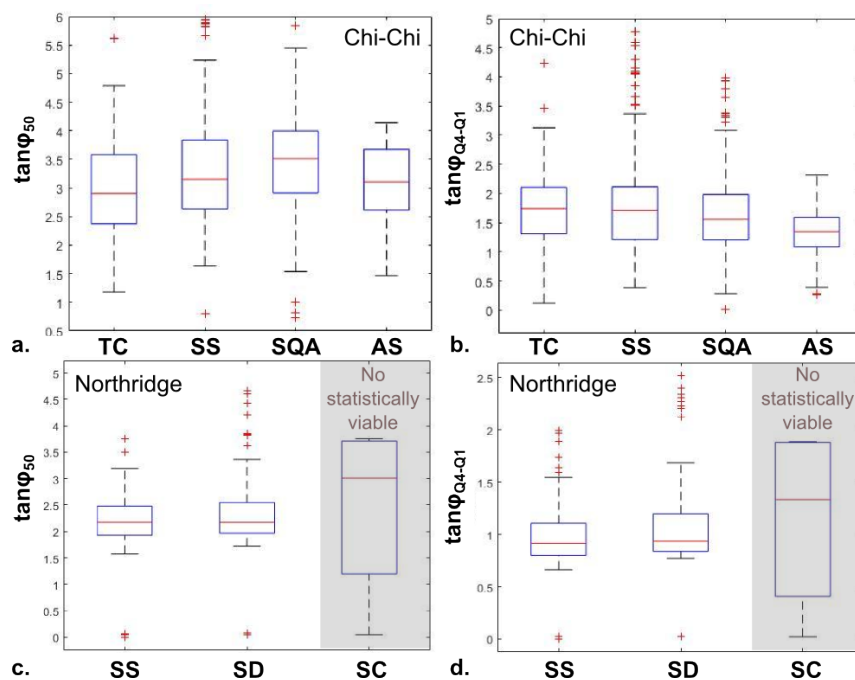 Chi-Chi
6
5.5
5
4.5
4
3.5
3
2.5
2
1.5
1
0.5
tanφ50
a.
TC SS SQA AS
Chi-Chi
5
4.5
4
3.5
3
2.5
2
1.5
1
0.5
0
tanφQ4-Q1
b.
TC SS SQA AS
Northridge
No
statistically
viable
5
4.5
4
3.5
3
2.5
2
1.5
1
0.5
0
tanφ50
c.
SS SD SC
Northridge
No
statistically
viable
2.5
2
1.5
1
0.5
0
tanφQ4-Q1
d.
SS SD SC